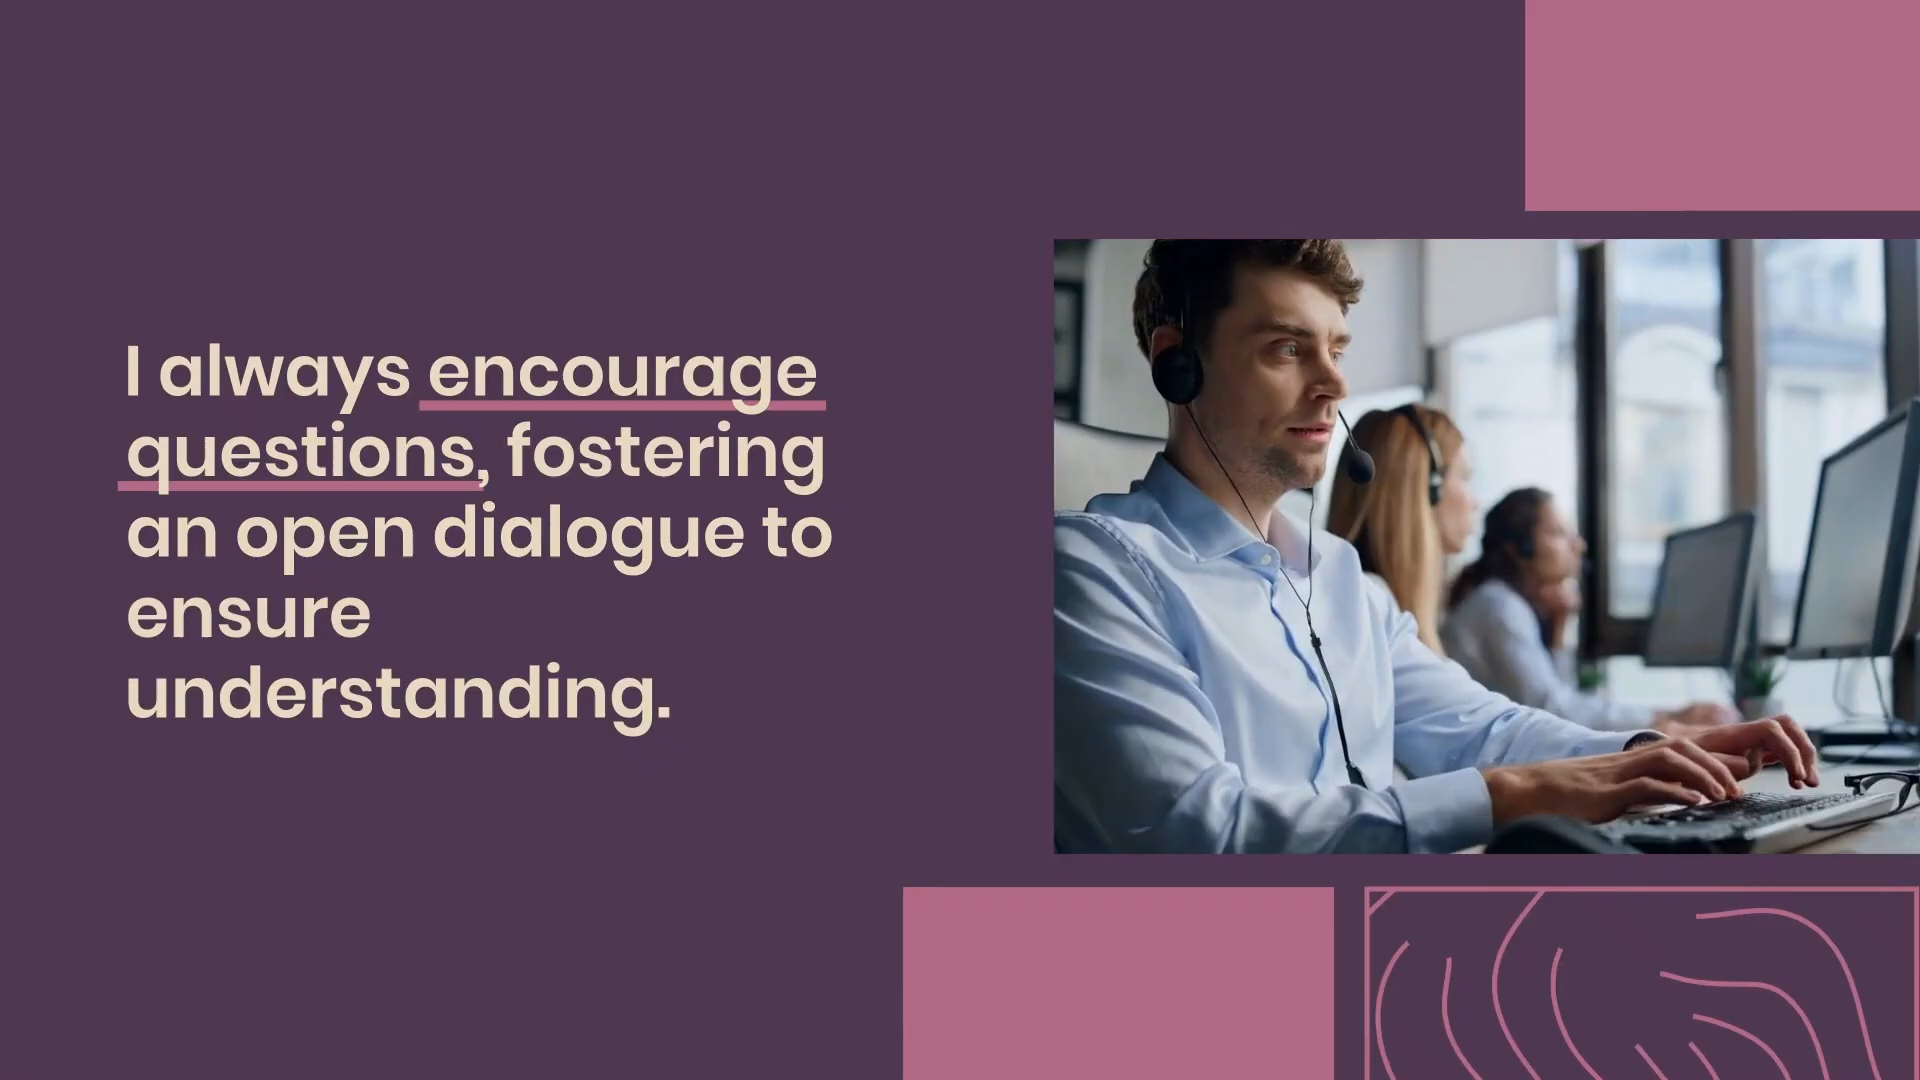 I always encourage
questions, fostering
an open dialogue to
ensure
understanding.